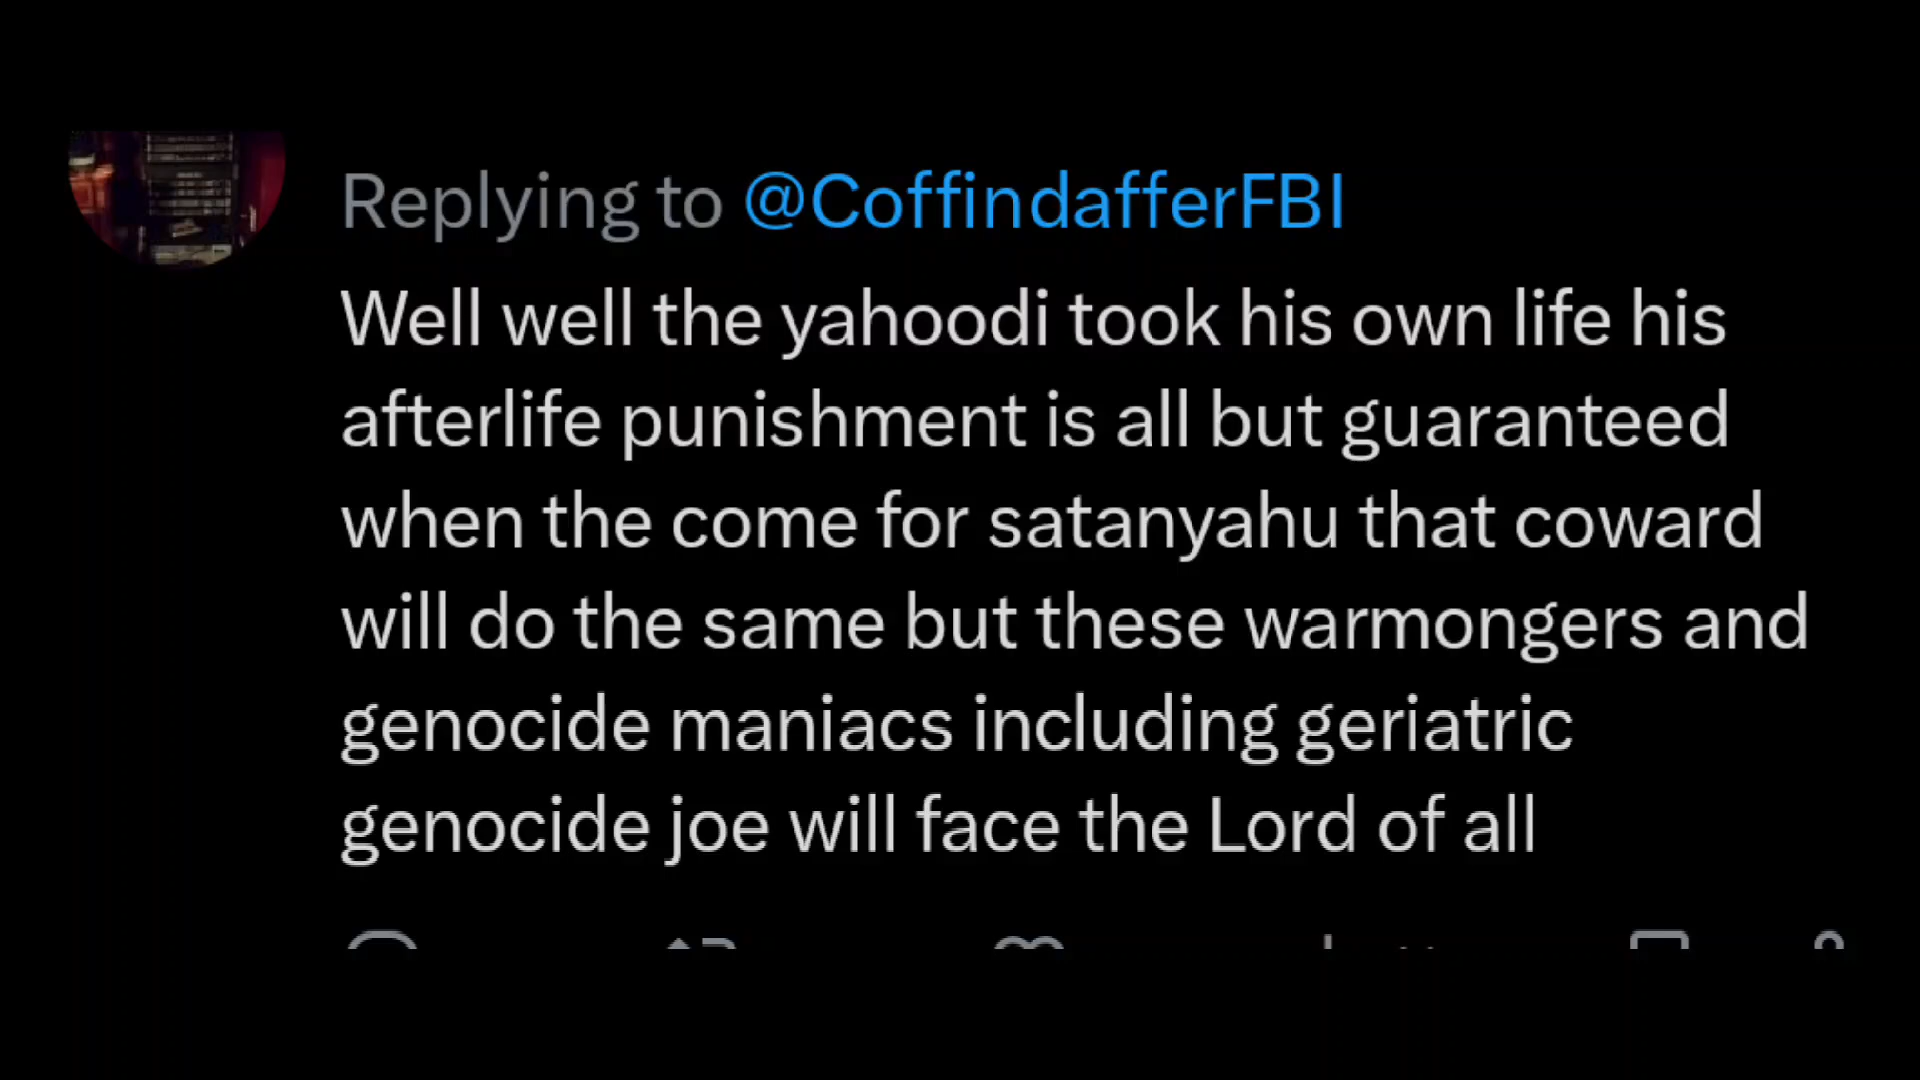 Replying to @CoffindafferFBI
Well well the yahoodi took his own life his
afterlife punishment is all but guaranteed
when the come for satanyahu that coward
will do the same but these warmongers and
genocide maniacs including geriatric
genocide joe will face the Lord of all